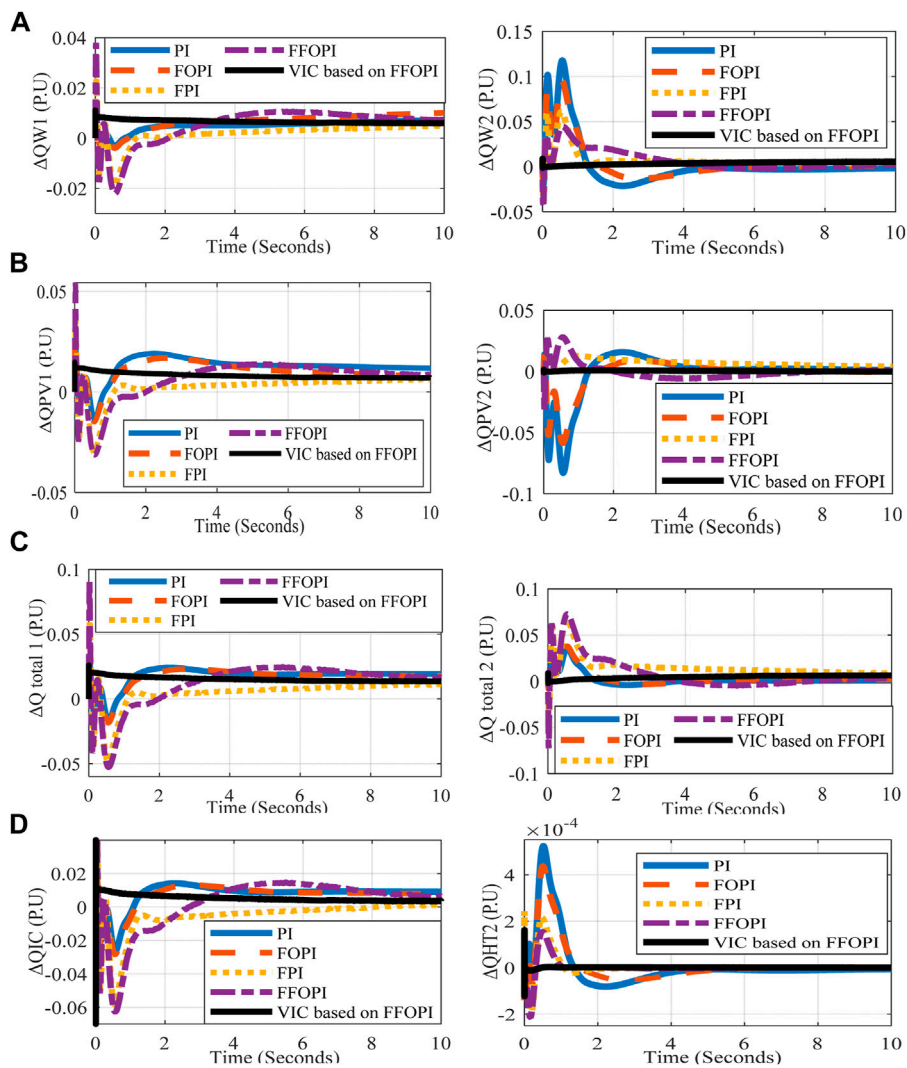 A
ΔQW1 (P.U)
0.04
0.02
0
-0.02
PI
FOPI
FPI
FFOPI
VIC based on FFOPI
0 2 4 6 8 10
Time (Seconds)
ΔQW2 (P.U)
0.15
0.1
0.05
0
-0.05
PI
FOPI
FPI
FFOPI
VIC based on FFOPI
0 2 4 6 8 10
Time (Seconds)
B
ΔQPV1 (P.U)
0.05
0
-0.05
PI
FOPI
FPI
FFOPI
VIC based on FFOPI
0 2 4 6 8 10
Time (Seconds)
ΔQPV2 (P.U)
0.05
0
-0.05
-0.1
PI
FOPI
FPI
FFOPI
VIC based on FFOPI
0 2 4 6 8 10
Time (Seconds)
C
ΔQ total 1 (P.U)
0.1
0.05
0
-0.05
PI
FOPI
FPI
FFOPI
VIC based on FFOPI
0 2 4 6 8 10
Time (Seconds)
ΔQ total 2 (P.U)
0.1
0.05
0
-0.05
-0.1
PI
FOPI
FPI
FFOPI
VIC based on FFOPI
0 2 4 6 8 10
Time (Seconds)
D
ΔQIC (P.U)
0.02
0
-0.02
-0.04
-0.06
PI
FOPI
FPI
FFOPI
VIC based on FFOPI
0 2 4 6 8 10
Time (Seconds)
ΔQHT2 (P.U)
×10⁻⁴
4
2
0
-2
PI
FOPI
FPI
FFOPI
VIC based on FFOPI
0 2 4 6 8 10
Time (Seconds)